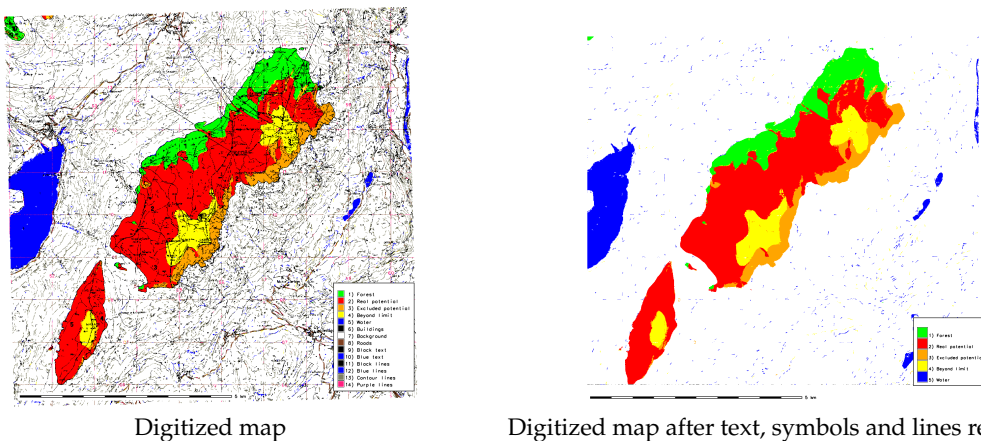 1) Forest
2) Real potential
3) Excluded potential
4) Beyond limit
5) Water
6) Buildings
7) Background
8) Roads
9) Black text
10) Blue text
11) Black lines
12) Blue lines
13) Contour lines
14) Purple lines
5 km
1) Forest
2) Real potential
3) Excluded potential
4) Beyond limit
5) Water
5 km
Digitized map
Digitized map after text, symbols and lines re